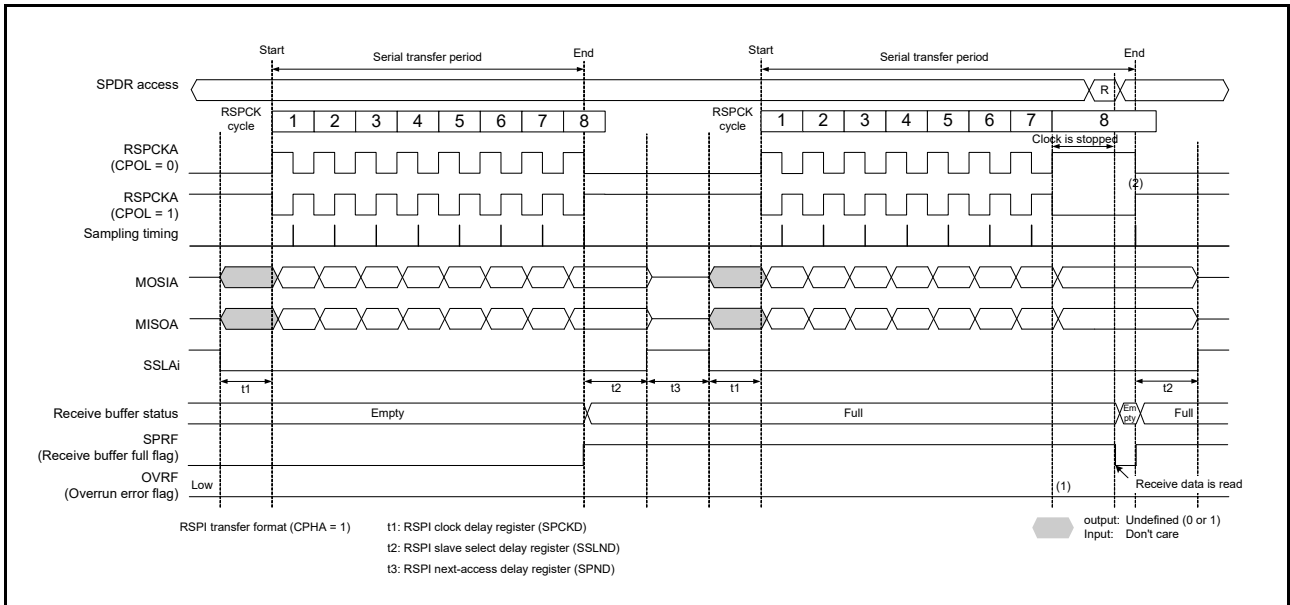 Start Serial transfer period End Start Serial transfer period End
SPDR access R
RSPCK cycle 1 2 3 4 5 6 7 8 RSPCK cycle 1 2 3 4 5 6 7 8
Clock is stopped
RSPCKA
(CPOL = 0)
(2)
RSPCKA
(CPOL = 1)
Sampling timing
MOSIA
MISOA
SSLAi
t1 t2 t3 t1 t2
Receive buffer status Empty Full Em pty Full
SPRF
(Receive buffer full flag)
OVRF
(Overrun error flag)
Low (1) Receive data is read
RSPI transfer format (CPHA = 1)
t1: RSPI clock delay register (SPCKD)
t2: RSPI slave select delay register (SSLND)
t3: RSPI next-access delay register (SPND)
output: Undefined (0 or 1)
Input: Don't care